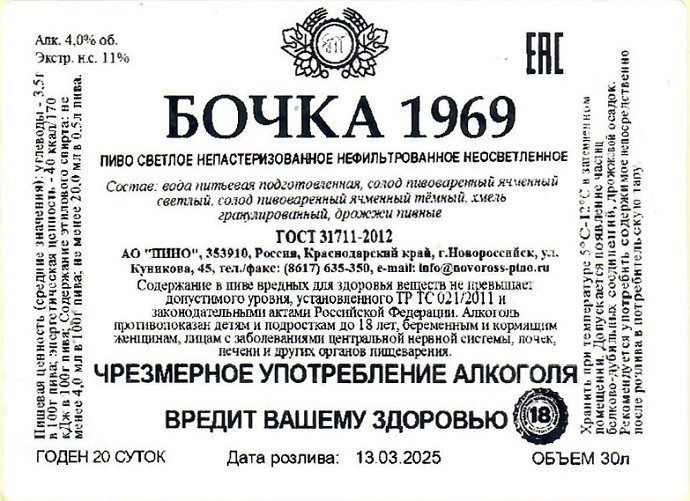 Алк. 4,0% об.
Экстр. н.с. 11%
ЕАС
БОЧКА 1969
ПИВО СВЕТЛОЕ НЕПАСТЕРИЗОВАННОЕ НЕФИЛЬТРОВАННОЕ НЕОСВЕТЛЕННОЕ
Состав: вода питьевая подготовленная, солод пивоваренный ячменный
светлый, солод пивоваренный ячменный тёмный, хмель
гранулированный, дрожжи пивные
ГОСТ 31711-2012
АО "ПИНО", 353910, Россия, Краснодарский край, г.Новороссийск, ул.
Куникова, 45, тел./факс: (8617) 635-350, e-mail: info@novoross-pino.ru
Содержание в пиве вредных для здоровья веществ не превышает
допустимого уровня, установленного ТР ТС 021/2011 и
законодательными актами Российской Федерации. Алкоголь
противопоказан детям и подросткам до 18 лет, беременным и кормящим
женщинам, лицам с заболеваниями центральной нервной системы, почек,
печени и других органов пищеварения.
ЧРЕЗМЕРНОЕ УПОТРЕБЛЕНИЕ АЛКОГОЛЯ
ВРЕДИТ ВАШЕМУ ЗДОРОВЬЮ
18
ГОДЕН 20 СУТОК
Дата розлива: 13.03.2025
ОБЪЕМ 30л
Пищевая ценность (средние значения): углеводы - 3,5г
в 100г пива; энергетическая ценность - 40 ккал/170
кДж в 100г пива; Содержание этилового спирта: не
менее 4,0 мл в 100г пива; не менее 20,0 мл в 0.5л пива.
Хранить при температуре 5°С-12°С в затемненном
помещении. Допускается появление частиц
белково-дубильных соединений, дрожжевой осадок.
Рекомендуется употребить содержимое непосредственно
после розлива в потребительскую тару.